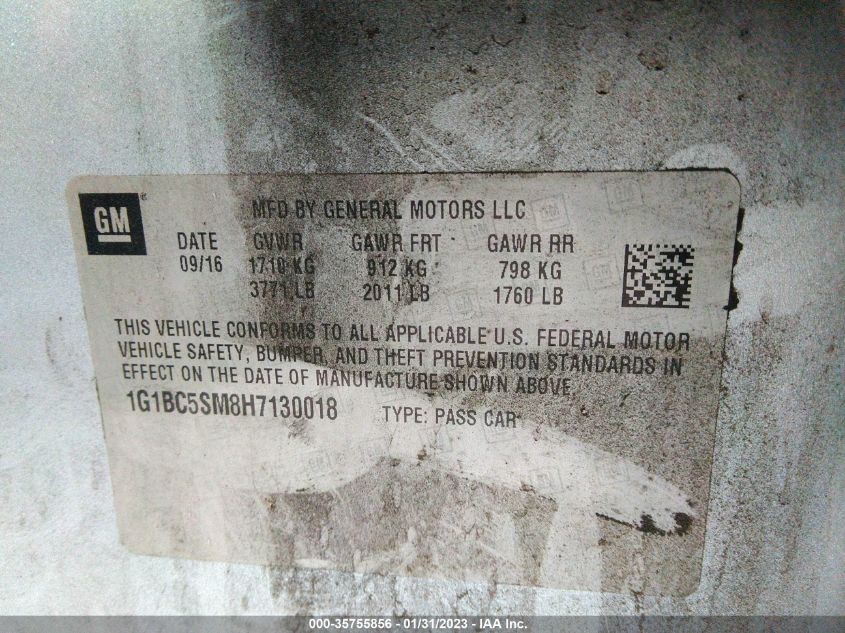 GM ®
MFD BY GENERAL MOTORS LLC
DATE GVWR GAWR FRT GAWR RR
09/16 1710 KG 912 KG 798 KG
3771 LB 2011 LB 1760 LB
THIS VEHICLE CONFORMS TO ALL APPLICABLE U.S. FEDERAL MOTOR
VEHICLE SAFETY, BUMPER, AND THEFT PREVENTION STANDARDS IN
EFFECT ON THE DATE OF MANUFACTURE SHOWN ABOVE.
1G1BC5SM8H7130018 TYPE: PASS CAR
000-35755856 - 01/31/2023 - IAA Inc.